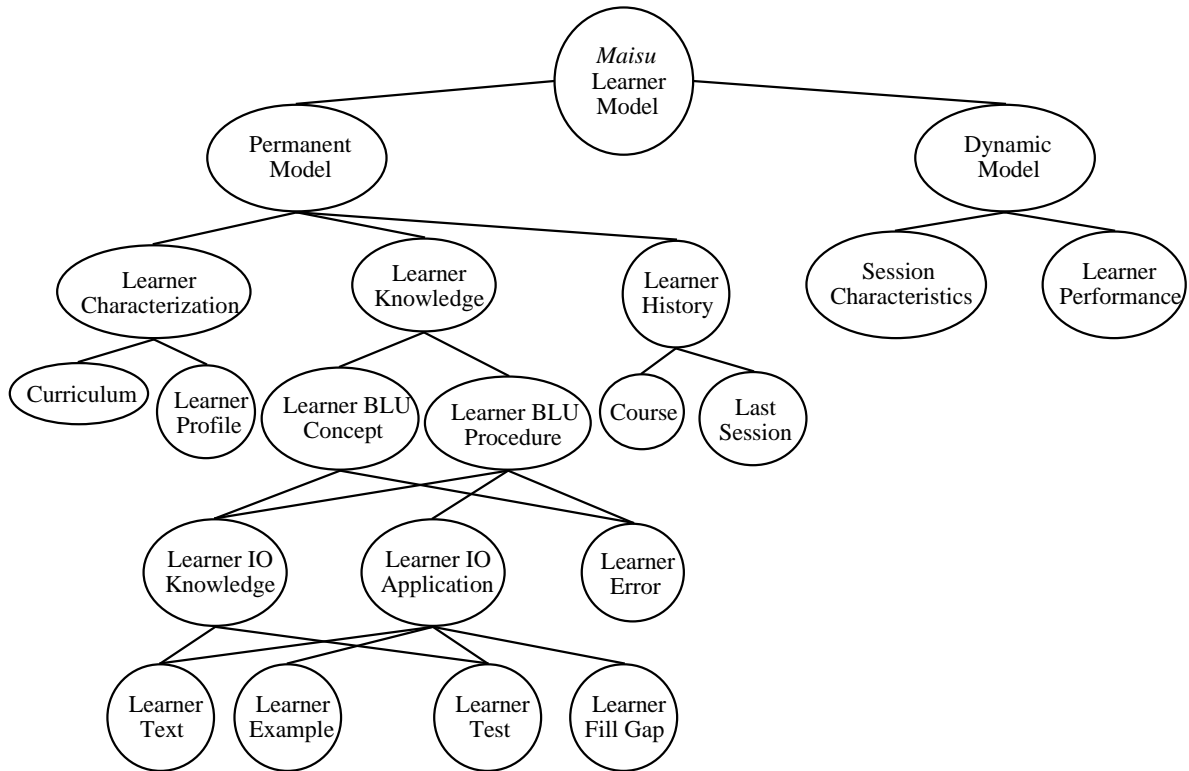 Maisu
Learner
Model
Permanent
Model
Dynamic
Model
Learner
Characterization
Learner
Knowledge
Learner
History
Session
Characteristics
Learner
Performance
Curriculum
Learner
Profile
Learner BLU
Concept
Learner BLU
Procedure
Course
Last
Session
Learner IO
Knowledge
Learner IO
Application
Learner
Error
Learner
Text
Learner
Example
Learner
Test
Learner
Fill Gap